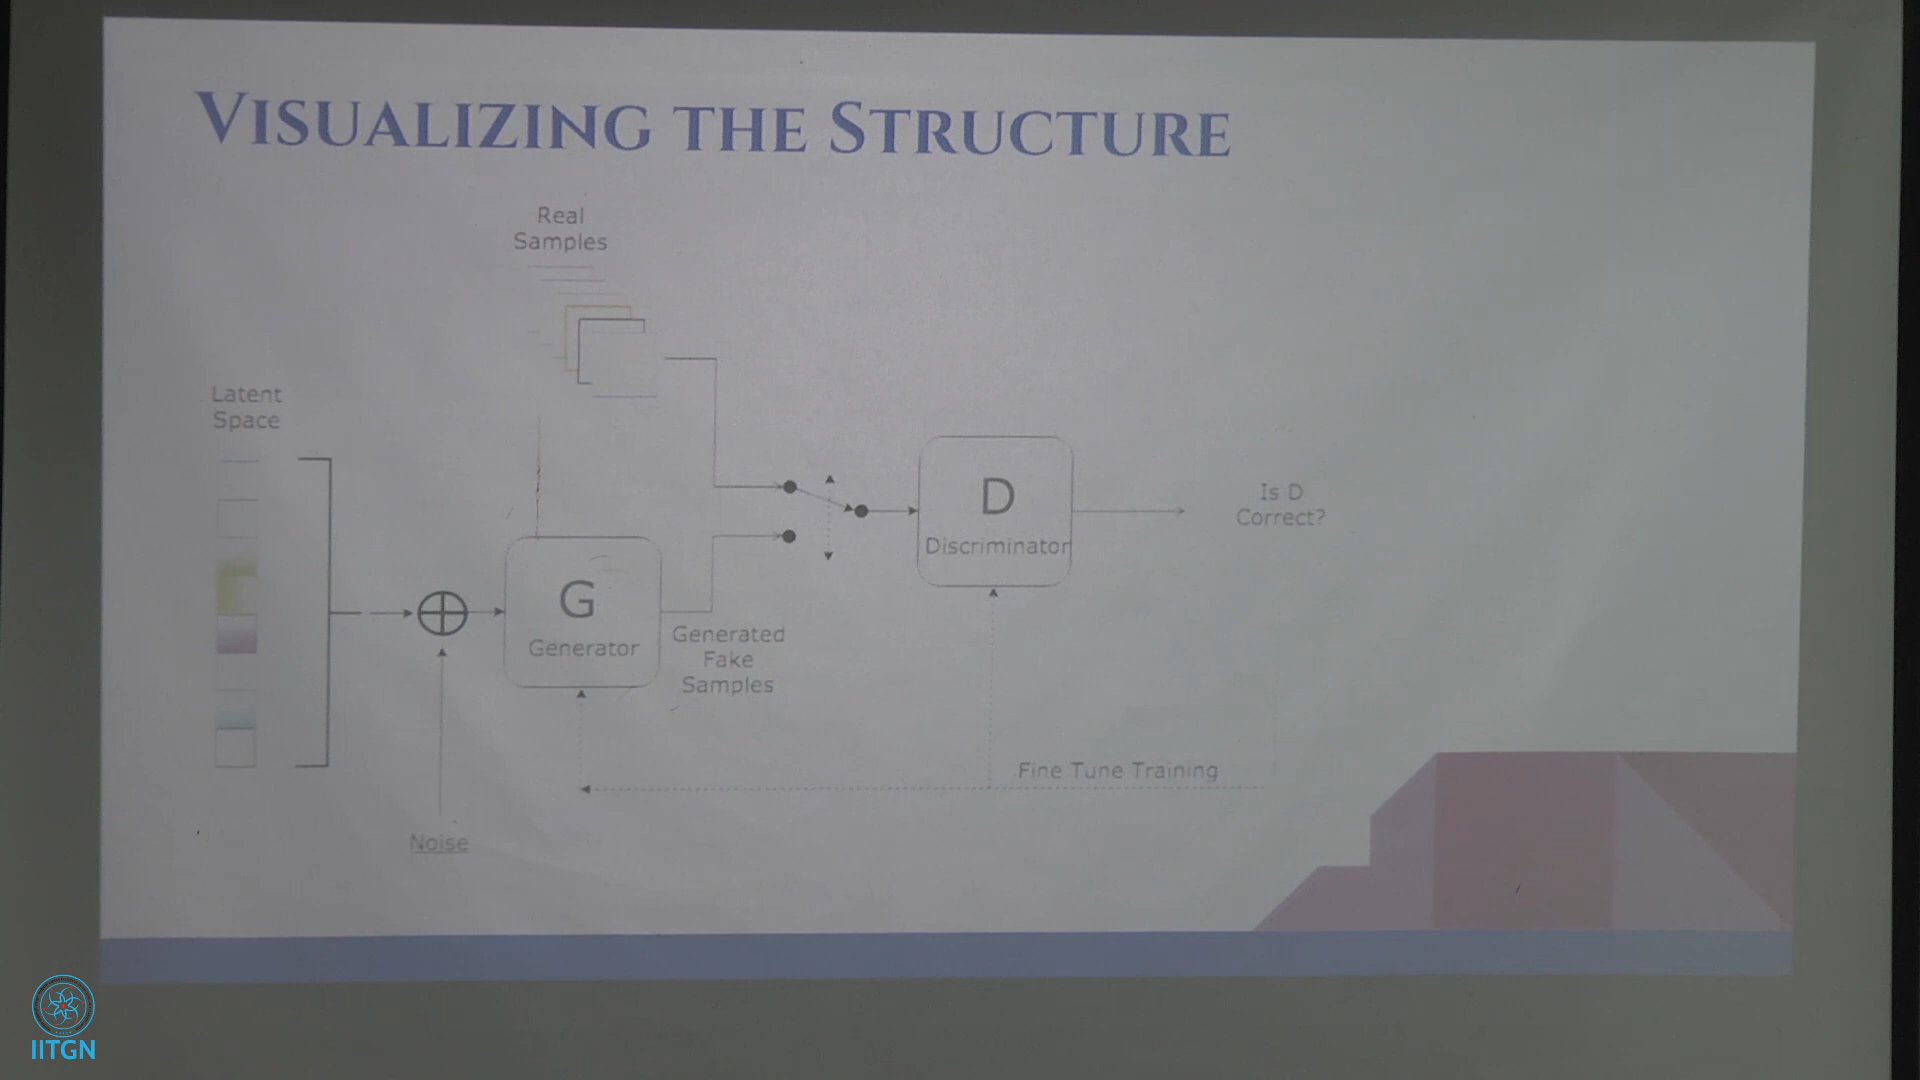 VISUALIZING THE STRUCTURE
Real
Samples
Latent
Space
D
Discriminator
Is D
Correct?
G
Generator
Generated
Fake
Samples
Fine Tune Training
Noise
IITGN